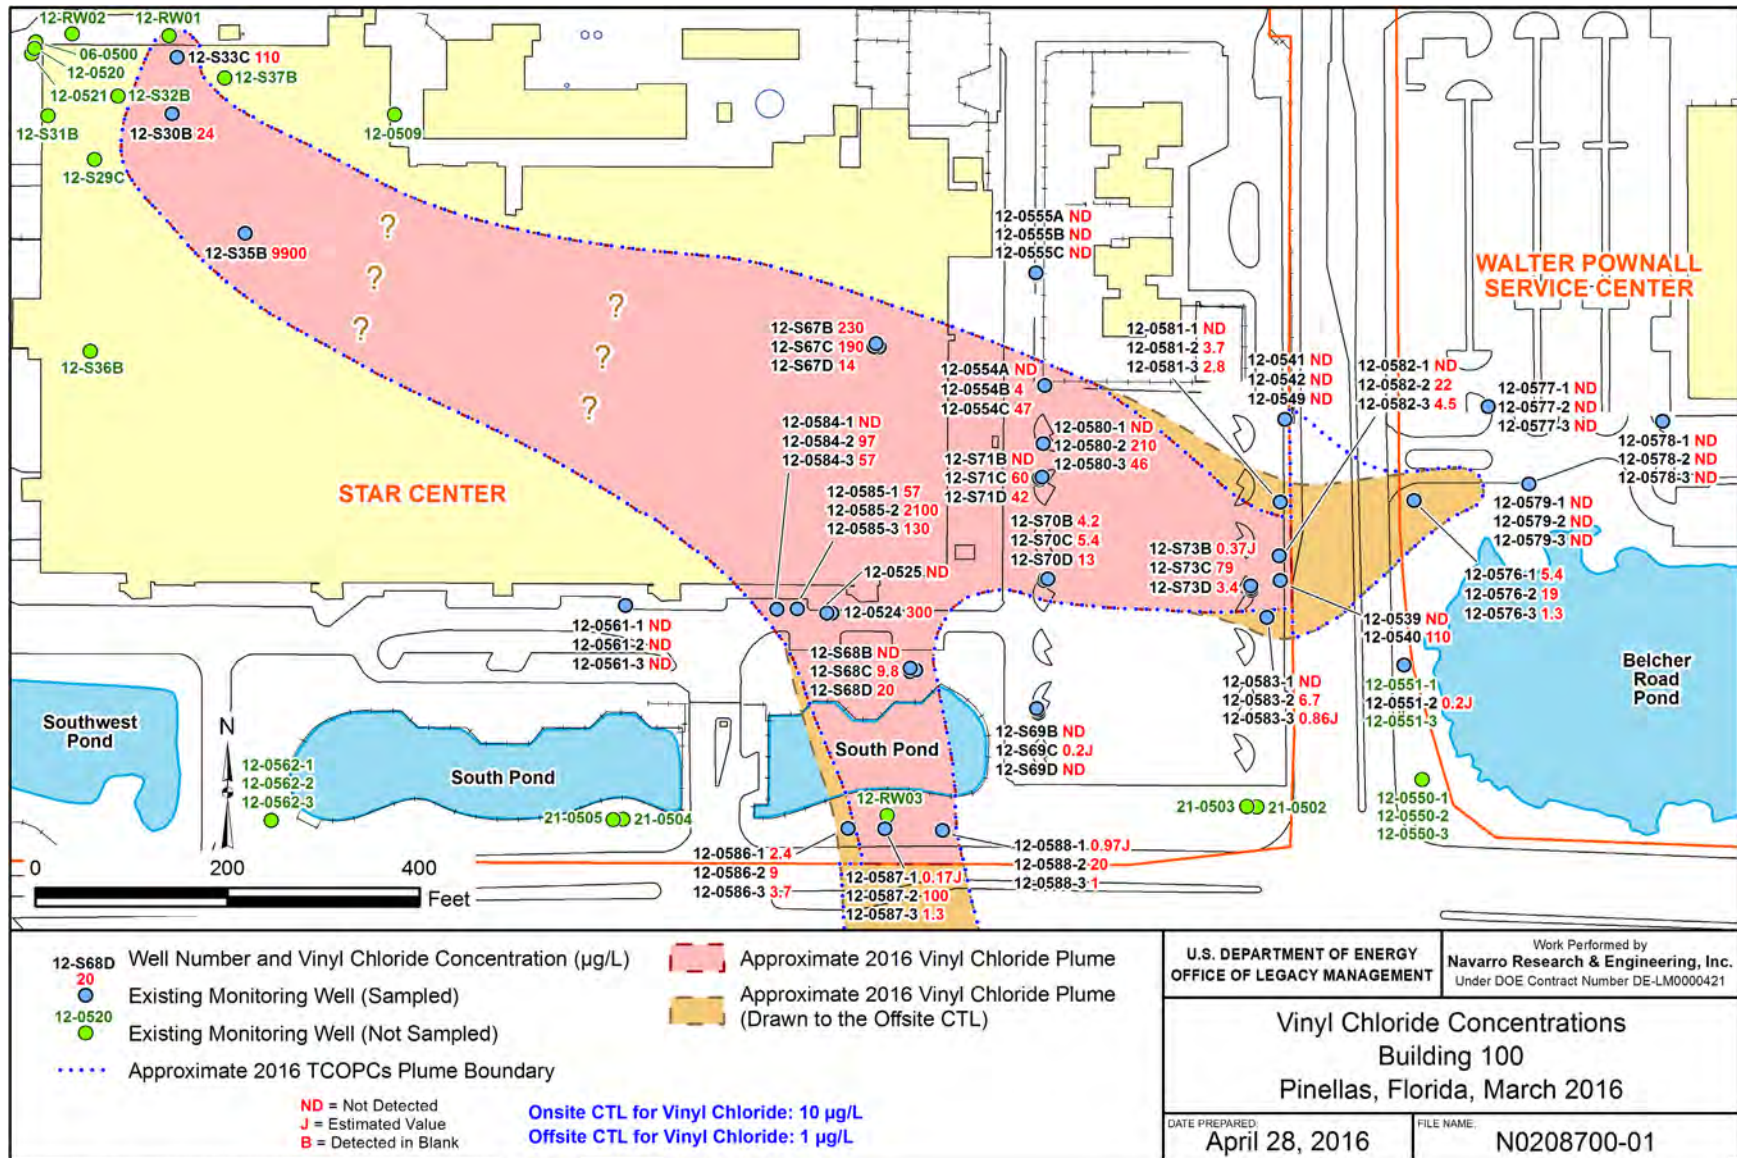 12-RW02
12-RW01
06-0500
12-0520
12-0521
12-S33C 110
12-S37B
12-S32B
12-S31B
12-S30B 24
12-0509
12-S29C
12-S35B 9900
12-S36B
?
?
?
?
?
?
12-0555A ND
12-0555B ND
12-0555C ND
WALTER POWNALL
SERVICE CENTER
12-S67B 230
12-S67C 190
12-S67D 14
12-0581-1 ND
12-0581-2 3.7
12-0581-3 2.8
12-0554A ND
12-0554B 4
12-0554C 47
12-0541 ND
12-0542 ND
12-0549 ND
12-0582-1 ND
12-0582-2 22
12-0582-3 4.5
12-0577-1 ND
12-0577-2 ND
12-0577-3 ND
12-0578-1 ND
12-0578-2 ND
12-0578-3 ND
12-0584-1 ND
12-0584-2 97
12-0584-3 57
12-0580-1 ND
12-0580-2 210
12-0580-3 46
12-S71B ND
12-S71C 60
12-S71D 42
STAR CENTER
12-0585-1 57
12-0585-2 2100
12-0585-3 130
12-0579-1 ND
12-0579-2 ND
12-0579-3 ND
12-S70B 4.2
12-S70C 5.4
12-S70D 13
12-S73B 0.37J
12-S73C 79
12-S73D 3.4
12-0525 ND
12-0524 300
12-0576-1 5.4
12-0576-2 19
12-0576-3 1.3
12-0561-1 ND
12-0561-2 ND
12-0561-3 ND
12-0539 ND
12-0540 110
12-S68B ND
12-S68C 9.8
12-S68D 20
12-0583-1 ND
12-0583-2 6.7
12-0583-3 0.86J
12-0551-1
12-0551-2 0.2J
12-0551-3
Belcher
Road
Pond
Southwest
Pond
N
12-0562-1
12-0562-2
12-0562-3
South Pond
South Pond
12-S69B ND
12-S69C 0.2J
12-S69D ND
12-RW03
21-0505
21-0504
21-0503
21-0502
12-0550-1
12-0550-2
12-0550-3
12-0586-1 2.4
12-0586-2 9
12-0586-3 3.7
12-0587-1 0.17J
12-0587-2 100
12-0587-3 1.3
12-0588-1 0.97J
12-0588-2 20
12-0588-3 1
0 200 400
Feet
12-S68D
20
Well Number and Vinyl Chloride Concentration (µg/L)
Existing Monitoring Well (Sampled)
12-0520
Existing Monitoring Well (Not Sampled)
Approximate 2016 TCOPCs Plume Boundary
ND = Not Detected
J = Estimated Value
B = Detected in Blank
Approximate 2016 Vinyl Chloride Plume
Approximate 2016 Vinyl Chloride Plume
(Drawn to the Offsite CTL)
Onsite CTL for Vinyl Chloride: 10 µg/L
Offsite CTL for Vinyl Chloride: 1 µg/L
U.S. DEPARTMENT OF ENERGY
OFFICE OF LEGACY MANAGEMENT
Work Performed by
Navarro Research & Engineering, Inc.
Under DOE Contract Number DE-LM0000421
Vinyl Chloride Concentrations
Building 100
Pinellas, Florida, March 2016
DATE PREPARED:
April 28, 2016
FILE NAME:
N0208700-01